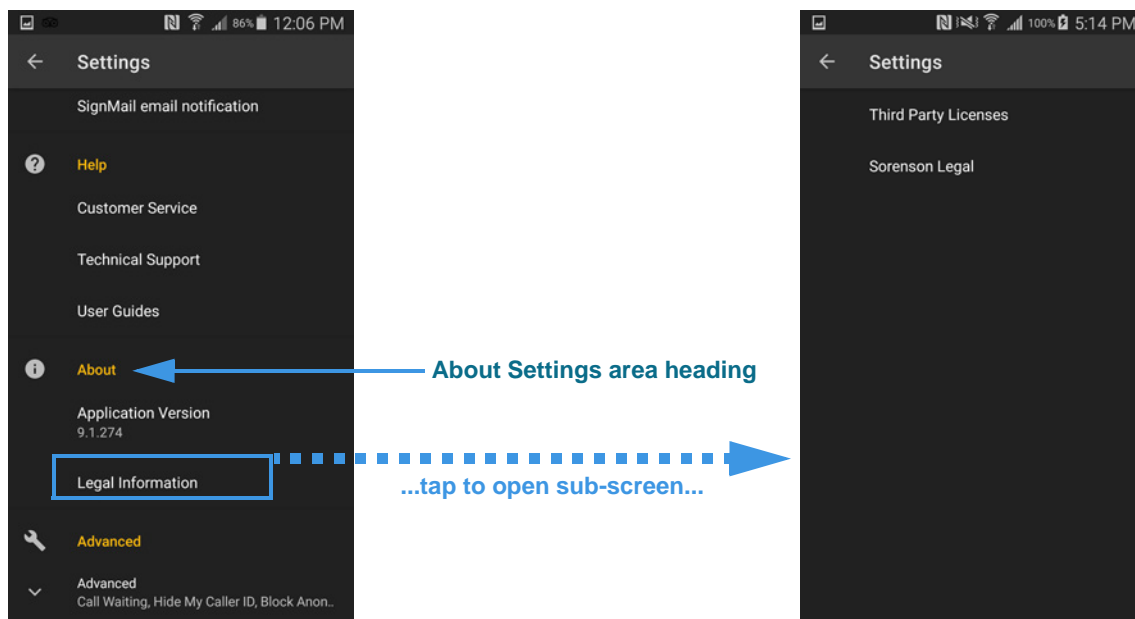 86% 12:06 PM
Settings
SignMail email notification
Help
Customer Service
Technical Support
User Guides
About
Application Version
9.1.274
Legal Information
Advanced
Advanced
Call Waiting, Hide My Caller ID, Block Anon..
About Settings area heading
...tap to open sub-screen...
100% 5:14 PM
Settings
Third Party Licenses
Sorenson Legal